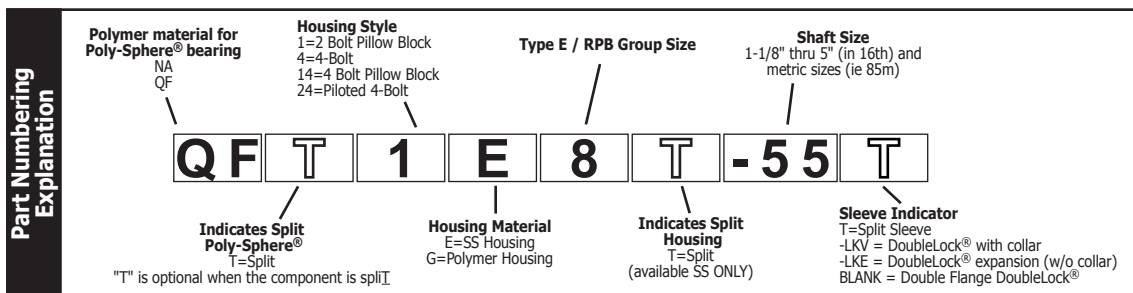 Part Numbering
Explanation
Polymer material for
Poly-Sphere® bearing
NA
QF
Housing Style
1=2 Bolt Pillow Block
4=4-Bolt
14=4 Bolt Pillow Block
24=Piloted 4-Bolt
Type E / RPB Group Size
Shaft Size
1-1/8" thru 5" (in 16th) and
metric sizes (ie 85m)
QF T 1 E 8 T -55 T
Indicates Split
Poly-Sphere®
T=Split
"T" is optional when the component is spliT
Housing Material
E=SS Housing
G=Polymer Housing
Indicates Split
Housing
T=Split
(available SS ONLY)
Sleeve Indicator
T=Split Sleeve
-LKV = DoubleLock® with collar
-LKE = DoubleLock® expansion (w/o collar)
BLANK = Double Flange DoubleLock®